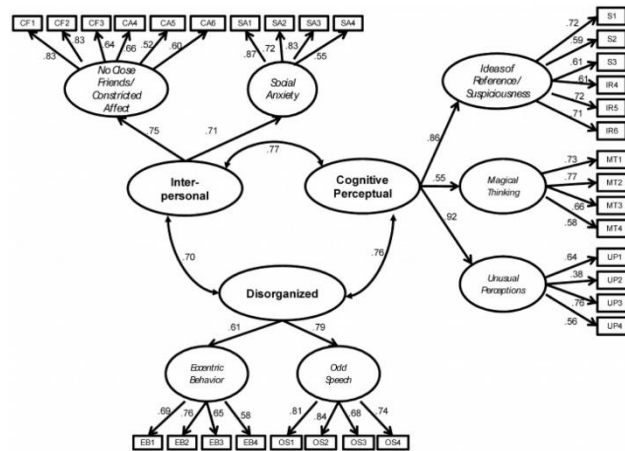 CF1 CF2 CF3 CA4 CA5 CA6 SA1 SA2 SA3 SA4
.83 .83 .64 .66 .52 .60 .87 .72 .83 .55
No Close
Friends/
Constricted
Affect
Social
Anxiety
.75 .71
Inter-
personal
.77
Cognitive
Perceptual
.70
.76
Disorganized
.61 .79
Eccentric
Behavior
Odd
Speech
.69 .76 65 58 .81 .84 68 .74
EB1 EB2 EB3 EB4 OS1 OS2 OS3 OS4
.86
.55
92
Ideas of
Reference/
Suspiciousness
.72 S1
.59 S2
.61 S3
.61 IR4
.72 IR5
.71 IR6
Magical
Thinking
.73 MT1
.77 MT2
.66 MT3
.58 MT4
Unusual
Perceptions
.64 UP1
.38 UP2
.76 UP3
.56 UP4